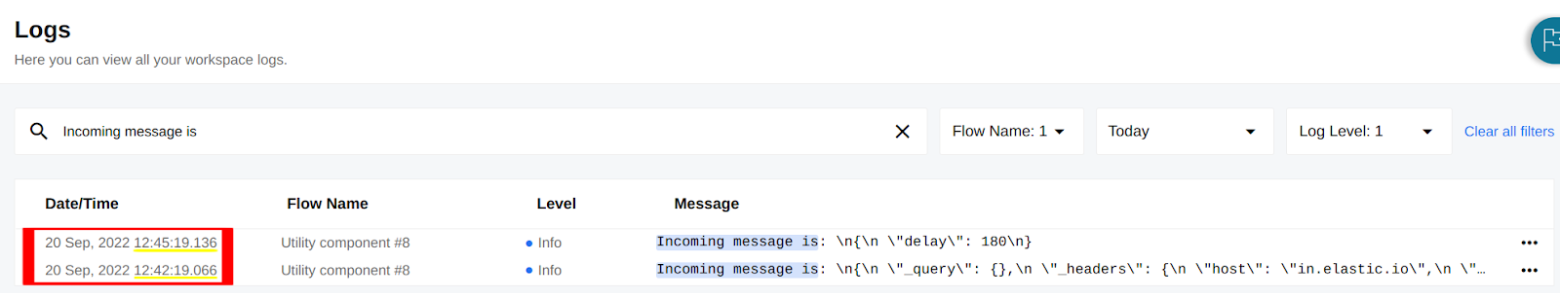 Logs
Here you can view all your workspace logs.
Incoming message is
Flow Name: 1
Today
Log Level: 1
Clear all filters
Date/Time Flow Name Level Message
20 Sep, 2022 12:45:19.136 Utility component #8 Info Incoming message is: \n{\n \"delay\": 180\n}
20 Sep, 2022 12:42:19.066 Utility component #8 Info Incoming message is: \n{\n \"_query\": {},\n \"_headers\": {\n \"host\": \"in.elastic.io\",\n \"…